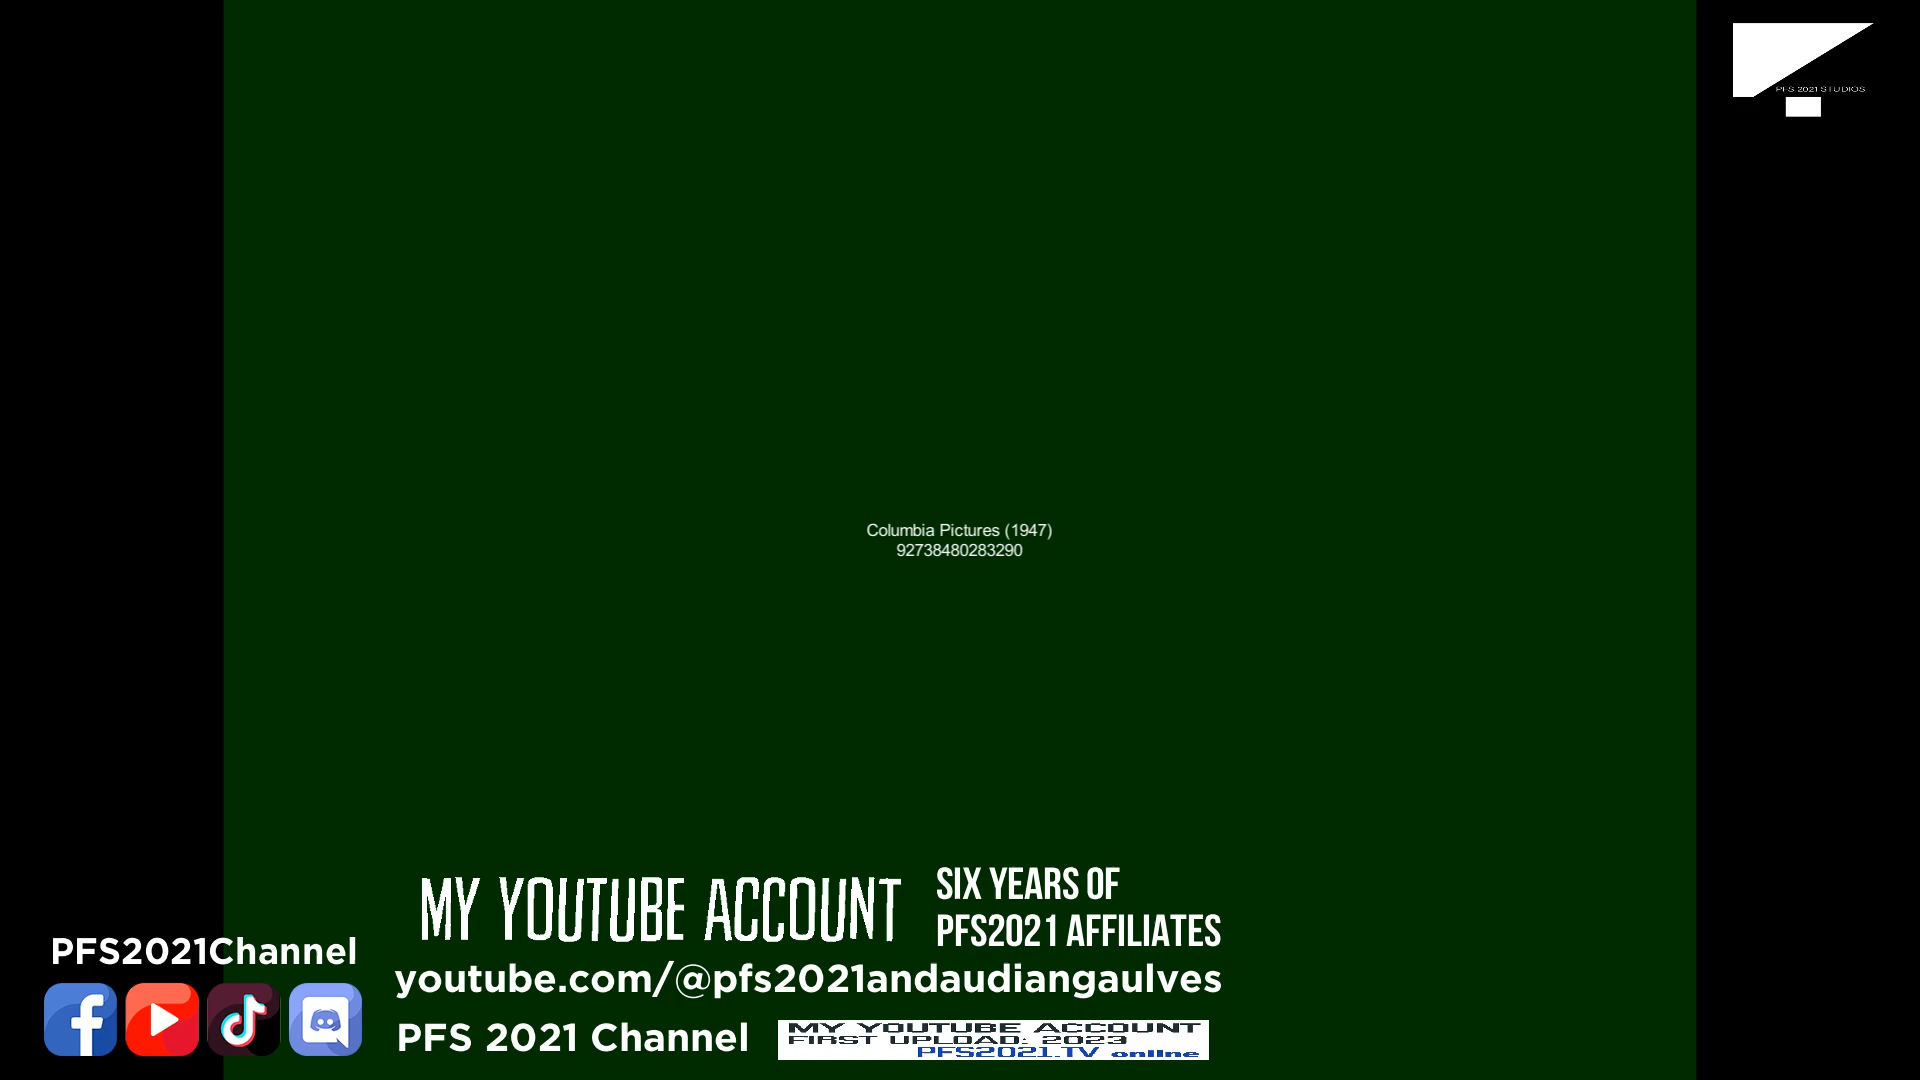 PFS 2021 STUDIOS
Columbia Pictures (1947)
92738480283290
MY YOUTUBE ACCOUNT
SIX YEARS OF
PFS2021 AFFILIATES
PFS2021Channel
youtube.com/@pfs2021andaudiangaulves
PFS 2021 Channel
MY YOUTUBE ACCOUNT
FIRST UPLOAD: 2023
PFS2021.TV online